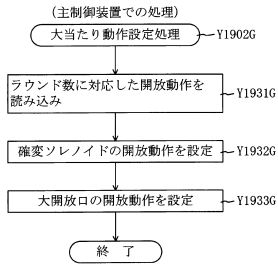 (主制御装置での処理)
大当たり動作設定処理
Y1902G
ラウンド数に対応した開放動作を
読み込み
Y1931G
確変ソレノイドの開放動作を設定
Y1932G
大開放口の開放動作を設定
Y1933G
終 了